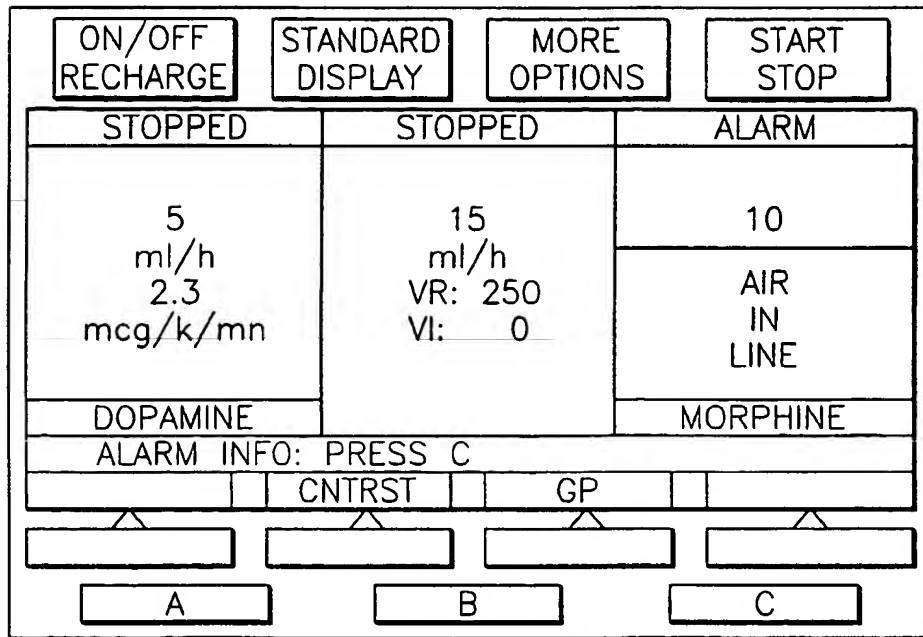 ON/OFF
RECHARGE
STANDARD
DISPLAY
MORE
OPTIONS
START
STOP
STOPPED
5
ml/h
2.3
mcg/k/mn
DOPAMINE
STOPPED
15
ml/h
VR: 250
VI: 0
ALARM
10
AIR
IN
LINE
MORPHINE
ALARM INFO: PRESS C
CNTRST
GP
A
B
C